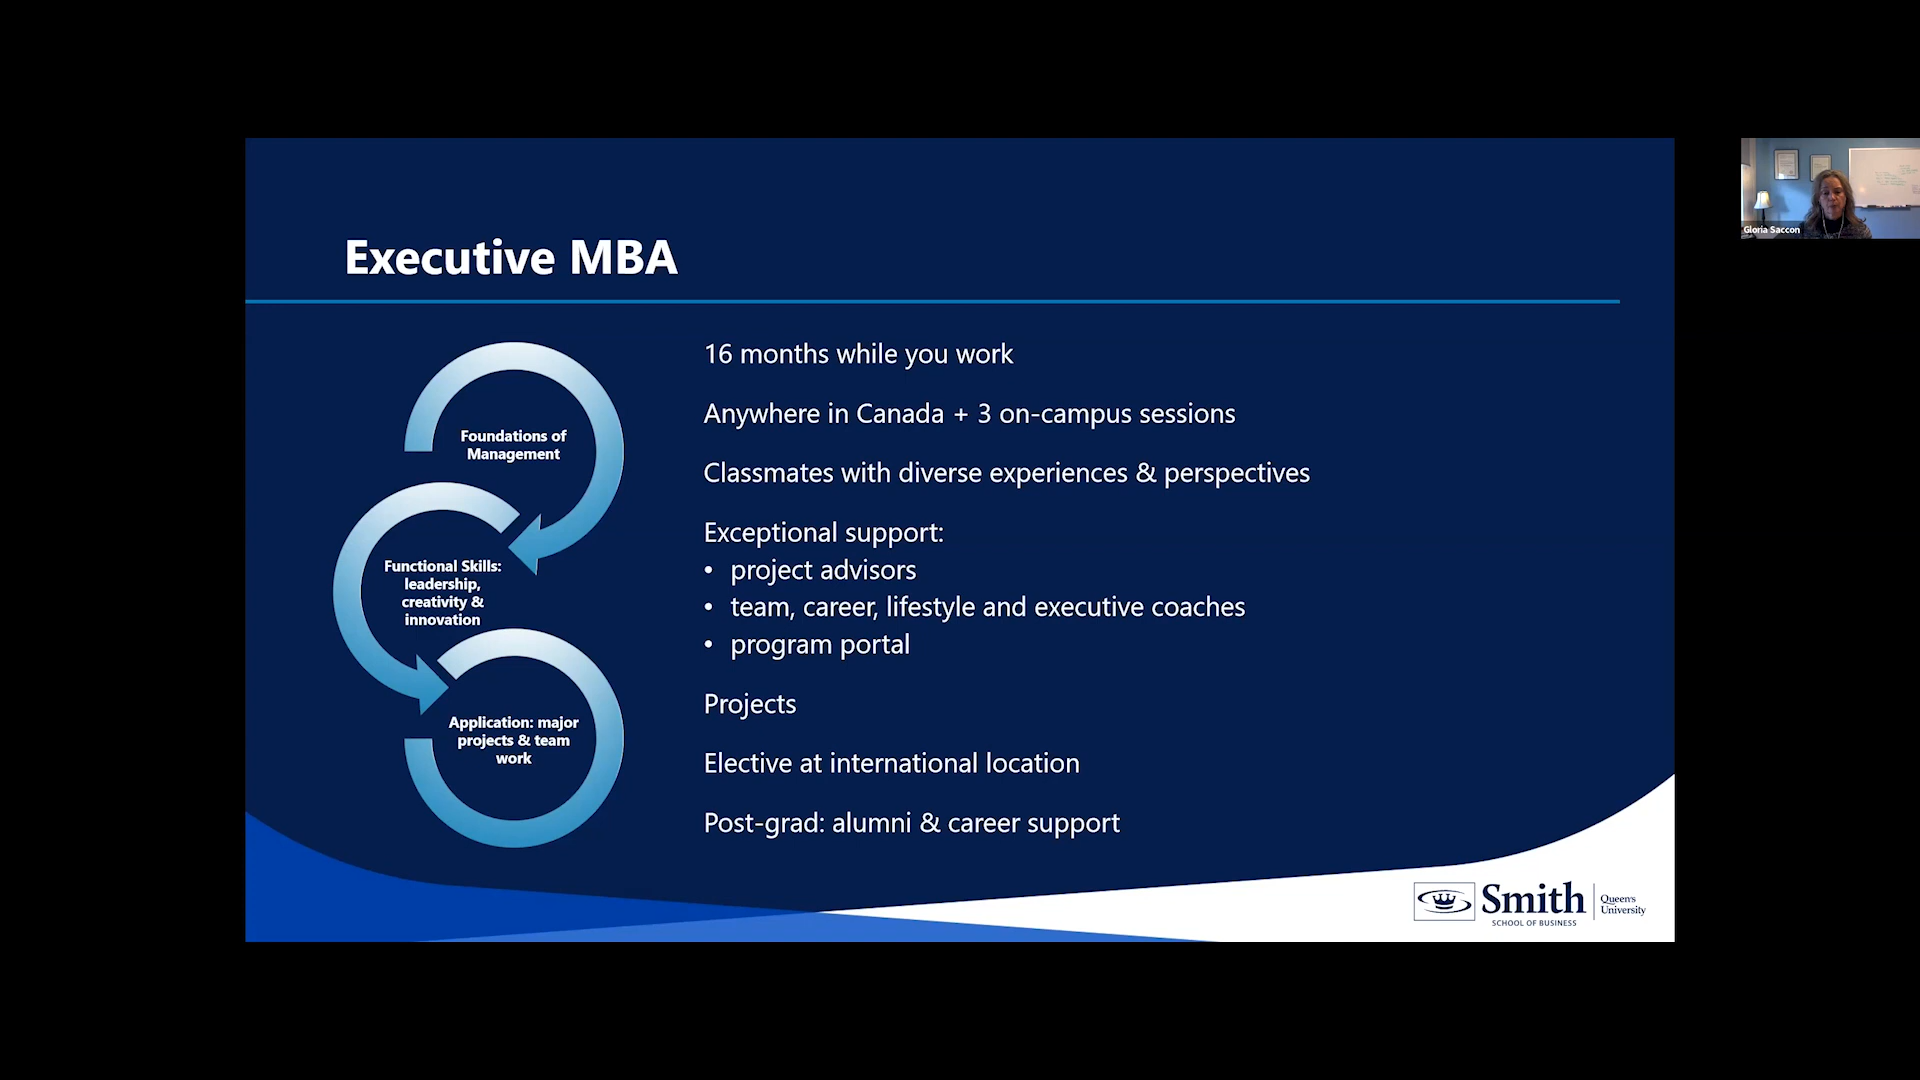 Executive MBA
Foundations of
Management
Functional Skills:
leadership,
creativity &
innovation
Application: major
projects & team
work
16 months while you work
Anywhere in Canada + 3 on-campus sessions
Classmates with diverse experiences & perspectives
Exceptional support:
• project advisors
• team, career, lifestyle and executive coaches
• program portal
Projects
Elective at international location
Post-grad: alumni & career support
Smith
SCHOOL OF BUSINESS
Queen's
University
Gloria Saccon